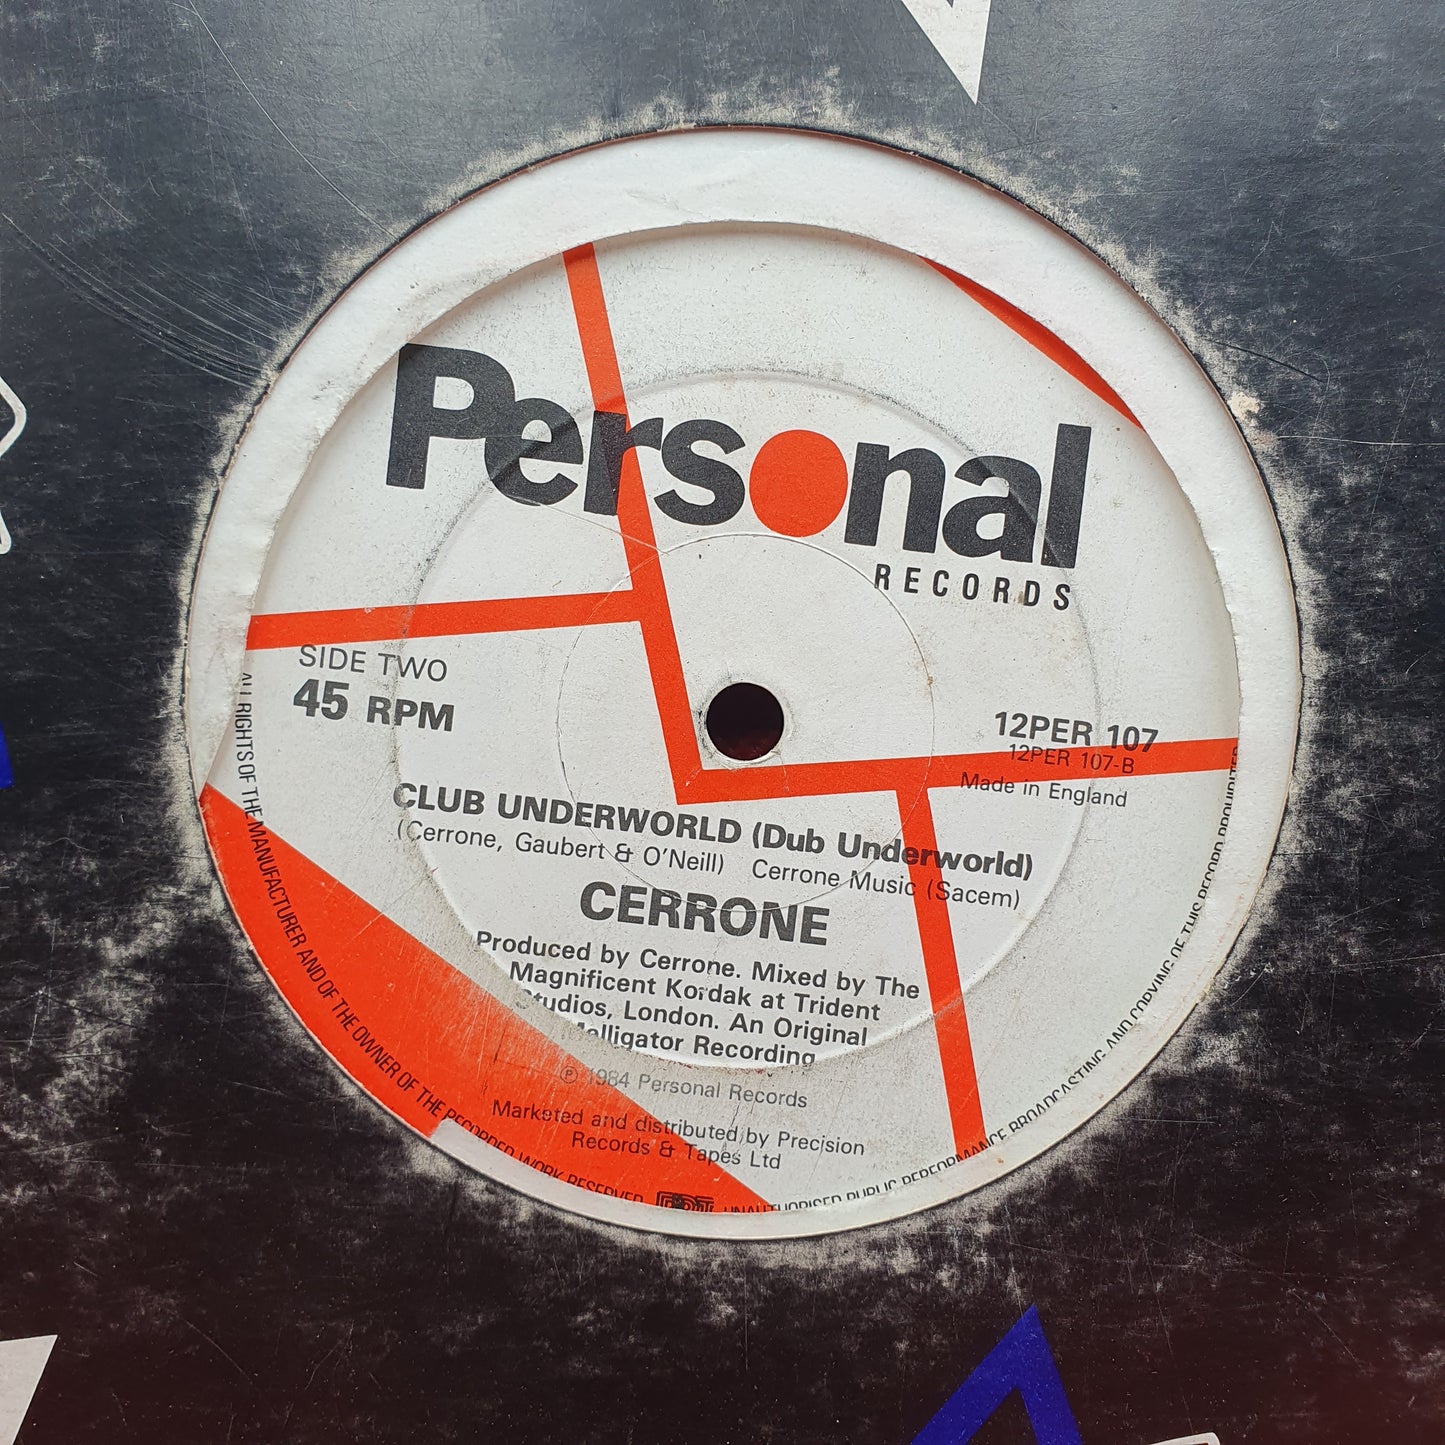 Personal
RECORDS
SIDE TWO
45 RPM
12PER 107
12PER 107-B
Made in England
CLUB UNDERWORLD (Dub Underworld)
(Cerrone, Gaubert & O'Neill) Cerrone Music (Sacem)
CERRONE
Produced by Cerrone. Mixed by The
Magnificent Kordak at Trident
Studios, London. An Original
Malligator Recording
℗ 1984 Personal Records
Marketed and distributed by Precision
Records & Tapes Ltd
ALL RIGHTS OF THE MANUFACTURER AND OF THE OWNER OF THE RECORDED WORK RESERVED PRT UNAUTHORISED PUBLIC PERFORMANCE BROADCASTING AND COPYING OF THIS RECORD PROHIBITED